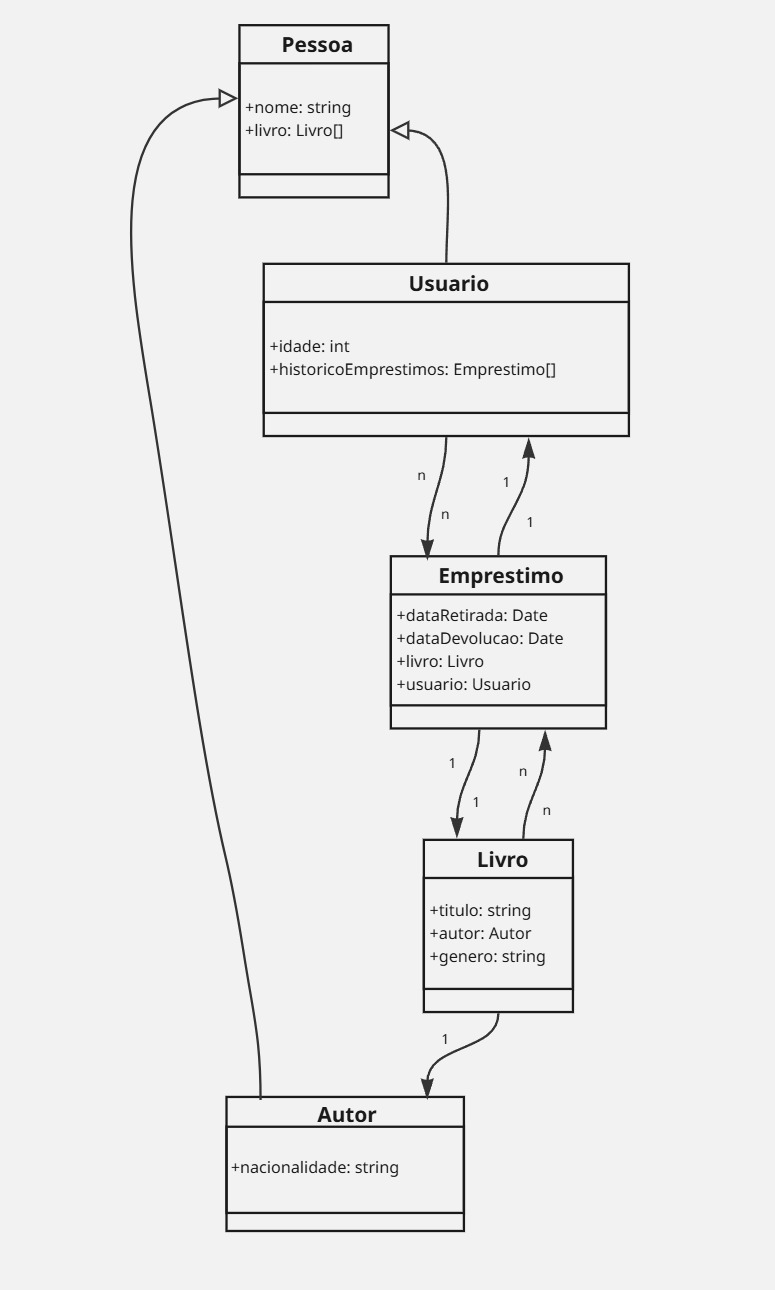 Pessoa
+nome: string
+livro: Livro[]
Usuario
+idade: int
+historicoEmprestimos: Emprestimo[]
n
1
n
1
Emprestimo
+dataRetirada: Date
+dataDevolucao: Date
+livro: Livro
+usuario: Usuario
1
n
1
n
Livro
+titulo: string
+autor: Autor
+genero: string
1
Autor
+nacionalidade: string